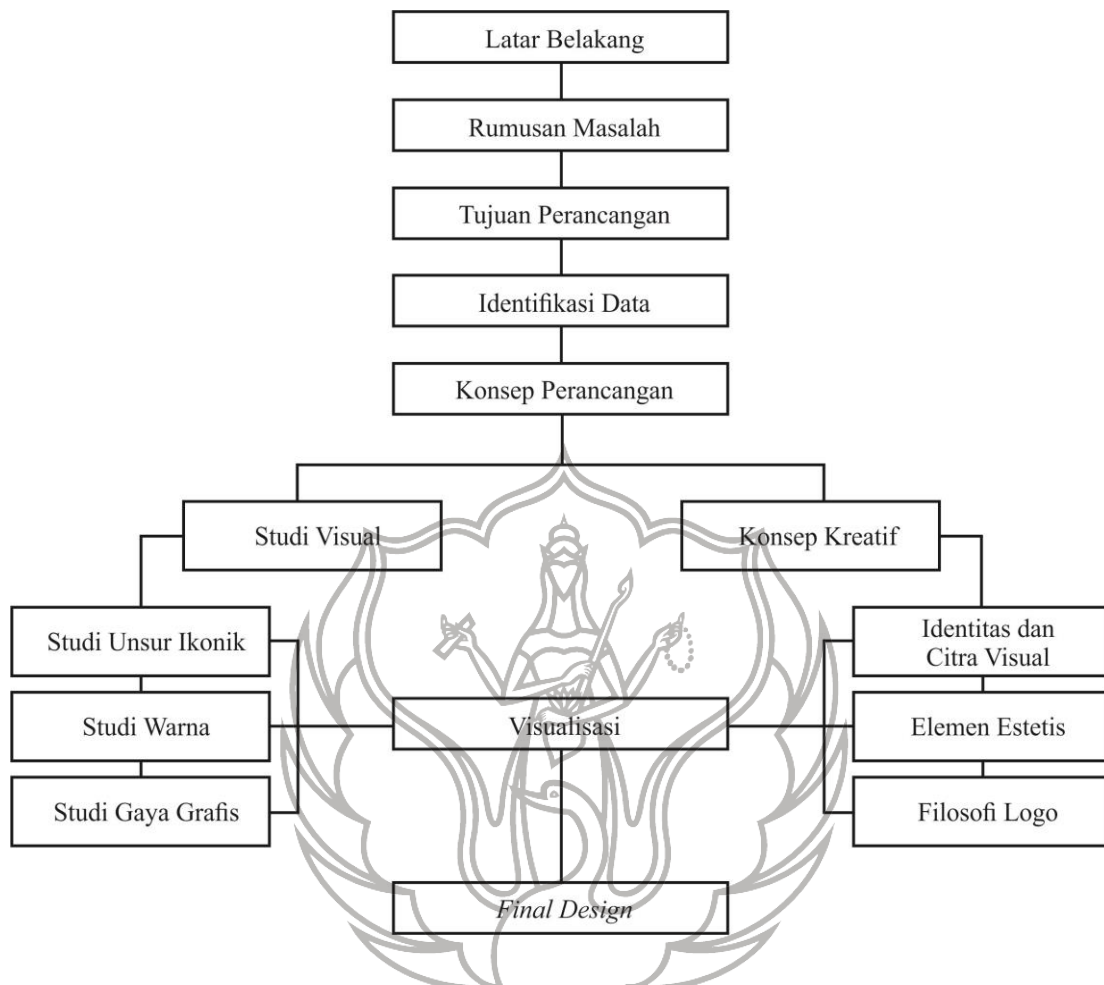 Latar Belakang
Rumusan Masalah
Tujuan Perancangan
Identifikasi Data
Konsep Perancangan
Studi Visual
Konsep Kreatif
Studi Unsur Ikonik
Identitas dan
Citra Visual
Studi Warna
Visualisasi
Elemen Estetis
Studi Gaya Grafis
Filosofi Logo
Final Design